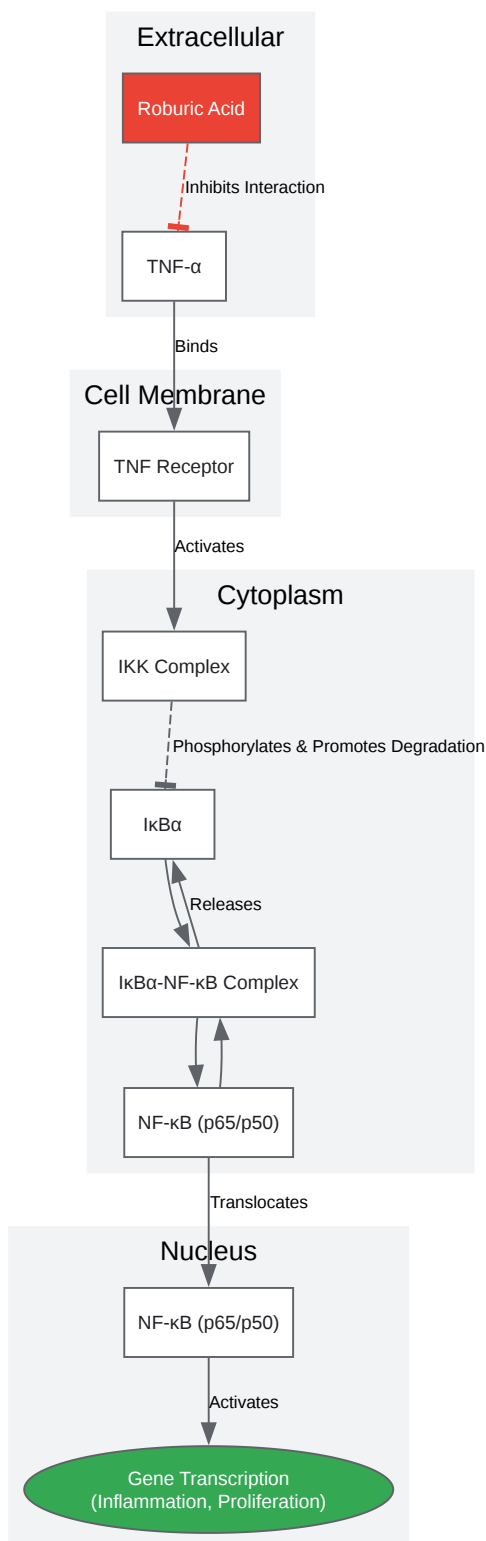 Extracellular
Roburic Acid
Inhibits Interaction
TNF-α
Binds
Cell Membrane
TNF Receptor
Activates
Cytoplasm
IKK Complex
Phosphorylates & Promotes Degradation
IκBα
Releases
IκBα-NF-κB Complex
NF-κB (p65/p50)
Translocates
Nucleus
NF-κB (p65/p50)
Activates
Gene Transcription
(Inflammation, Proliferation)